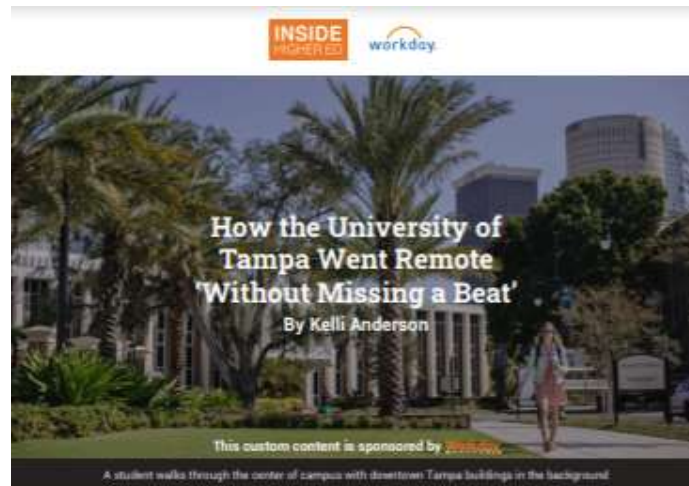 INSIDE
HIGHER ED
workday.
How the University of
Tampa Went Remote
'Without Missing a Beat'
By Kelli Anderson
This custom content is sponsored by Workday.
A student walks through the center of campus with downtown Tampa buildings in the background